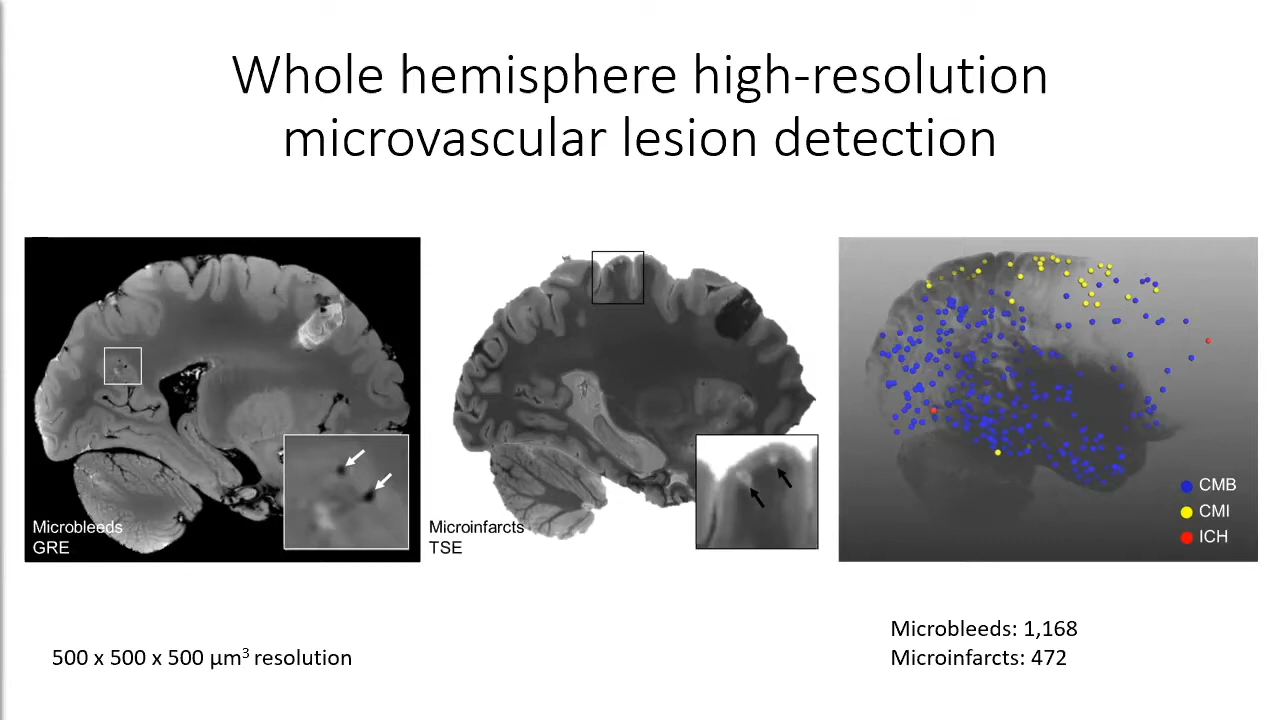 Whole hemisphere high-resolution
microvascular lesion detection
Microbleeds
GRE
Microinfarcts
TSE
CMB
CMI
ICH
500 x 500 x 500 µm³ resolution
Microbleeds: 1,168
Microinfarcts: 472